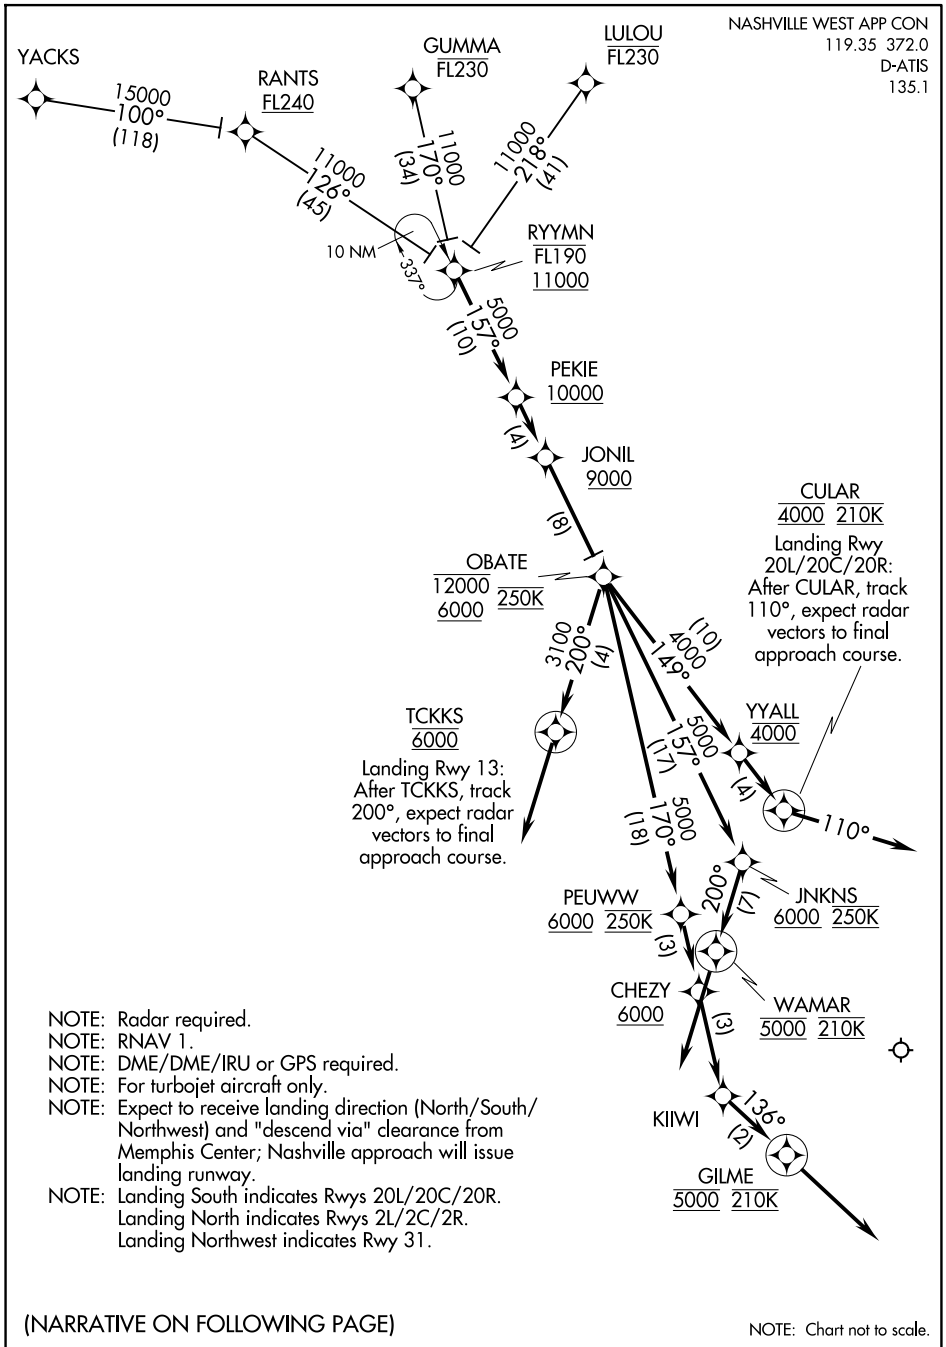 NASHVILLE WEST APP CON
119.35 372.0
D-ATIS
135.1
YACKS
RANTS
FL240
GUMMA
FL230
LULOU
FL230
15000
100°
(118)
11000
126°
(45)
11000
170°
(34)
11000
218°
(41)
10 NM
337°
RYYMN
FL190
11000
5000
157°
(10)
PEKIE
10000
(4)
JONIL
9000
(8)
OBATE
12000
6000 250K
CULAR
4000 210K
Landing Rwy
20L/20C/20R:
After CULAR, track
110°, expect radar
vectors to final
approach course.
3100
200°
(4)
(10)
4000
149°
5000
157°
(17)
5000
170°
(18)
TCKKS
6000
Landing Rwy 13:
After TCKKS, track
200°, expect radar
vectors to final
approach course.
YYALL
4000
(4)
110°
JNKNS
6000 250K
200°
(7)
PEUWW
6000 250K
(3)
CHEZY
6000
(3)
WAMAR
5000 210K
KIIWI
136°
(2)
GILME
5000 210K
NOTE: Radar required.
NOTE: RNAV 1.
NOTE: DME/DME/IRU or GPS required.
NOTE: For turbojet aircraft only.
NOTE: Expect to receive landing direction (North/South/
Northwest) and "descend via" clearance from
Memphis Center; Nashville approach will issue
landing runway.
NOTE: Landing South indicates Rwys 20L/20C/20R.
Landing North indicates Rwys 2L/2C/2R.
Landing Northwest indicates Rwy 31.
(NARRATIVE ON FOLLOWING PAGE)
NOTE: Chart not to scale.